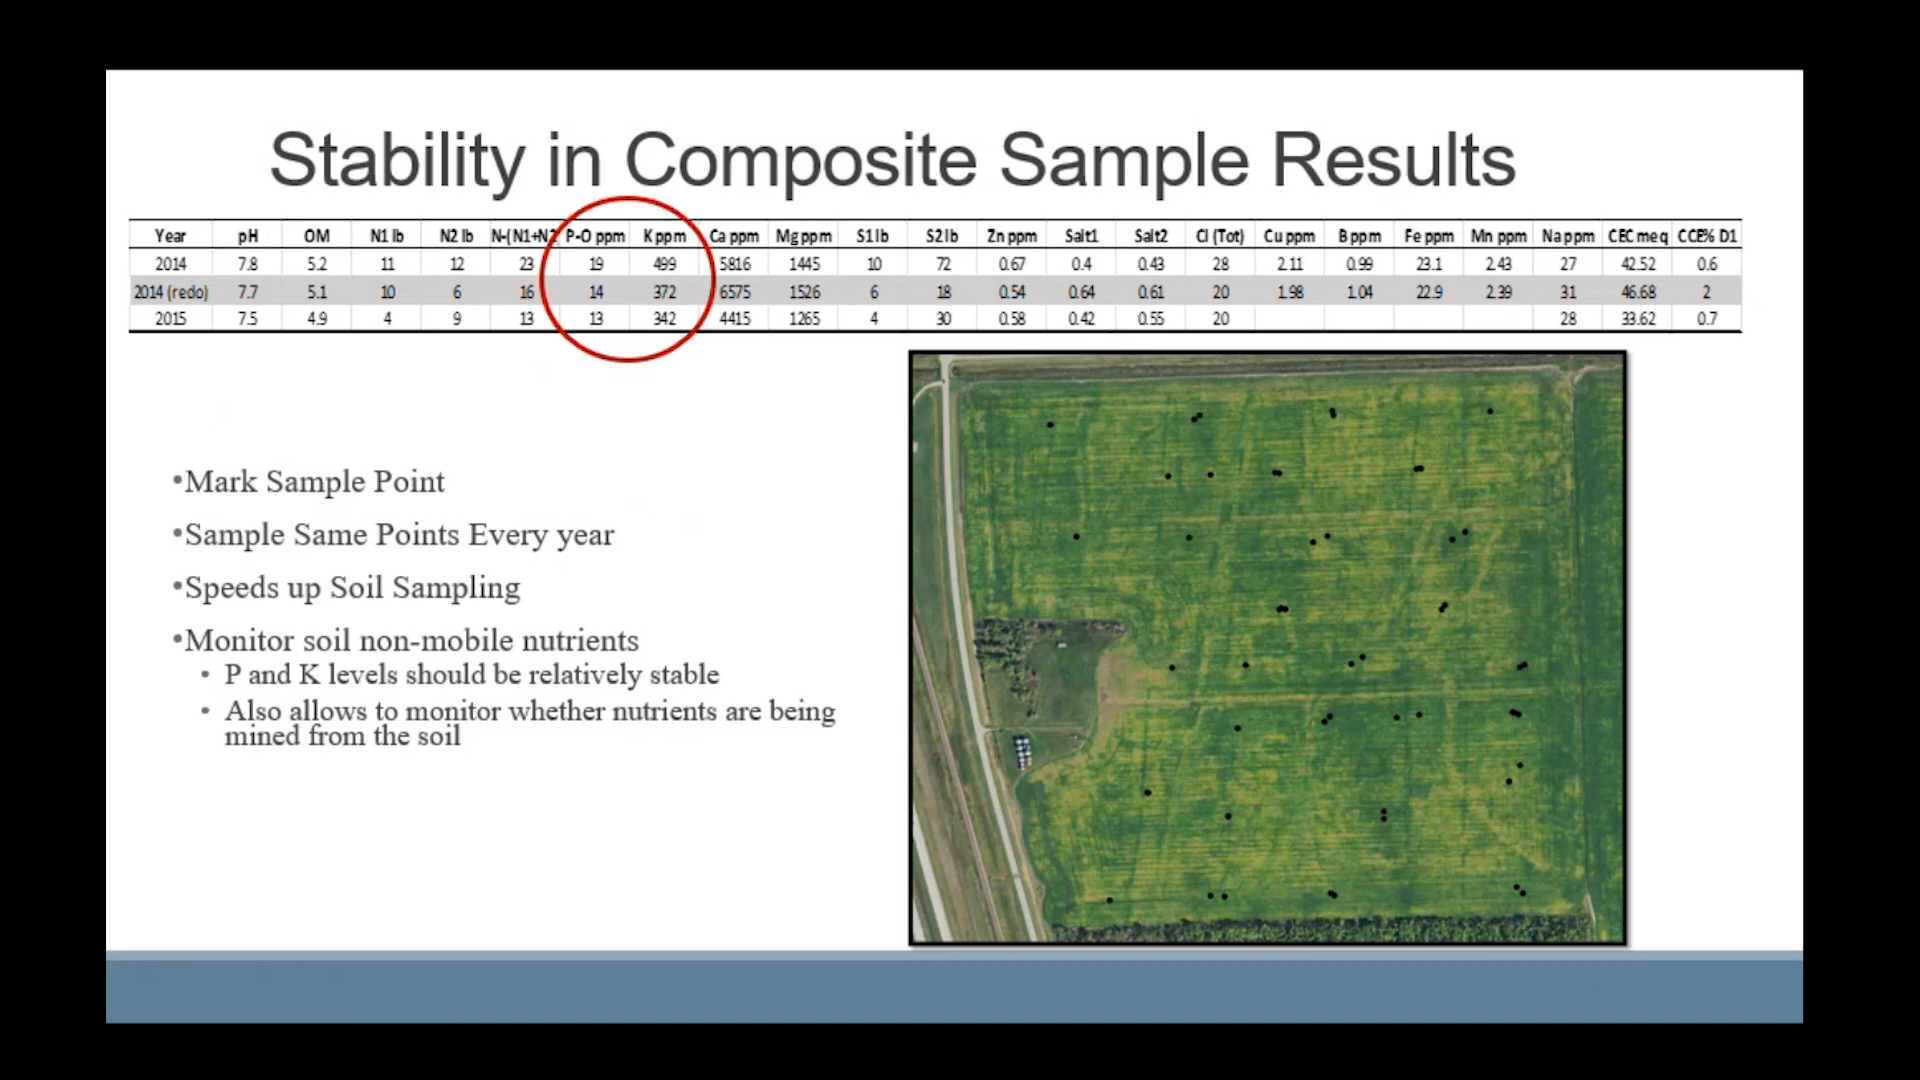 Stability in Composite Sample Results
Year pH OM N1 lb N2 lb N-(N1+N2 P-O ppm K ppm Ca ppm Mg ppm S1 lb S2 lb Zn ppm Salt1 Salt2 Cl (Tot) Cu ppm B ppm Fe ppm Mn ppm Na ppm CEC meq CCE% D1
2014 7.8 5.2 11 12 23 19 499 5816 1445 10 72 0.67 0.4 0.43 28 2.11 0.99 23.1 2.43 27 42.52 0.6
2014 (redo) 7.7 5.1 10 6 16 14 372 6575 1526 6 18 0.54 0.64 0.61 20 1.98 1.04 22.9 2.39 31 46.68 2
2015 7.5 4.9 4 9 13 13 342 4415 1265 4 30 0.58 0.42 0.55 20 28 33.62 0.7
•Mark Sample Point
•Sample Same Points Every year
•Speeds up Soil Sampling
•Monitor soil non-mobile nutrients
• P and K levels should be relatively stable
• Also allows to monitor whether nutrients are being
mined from the soil